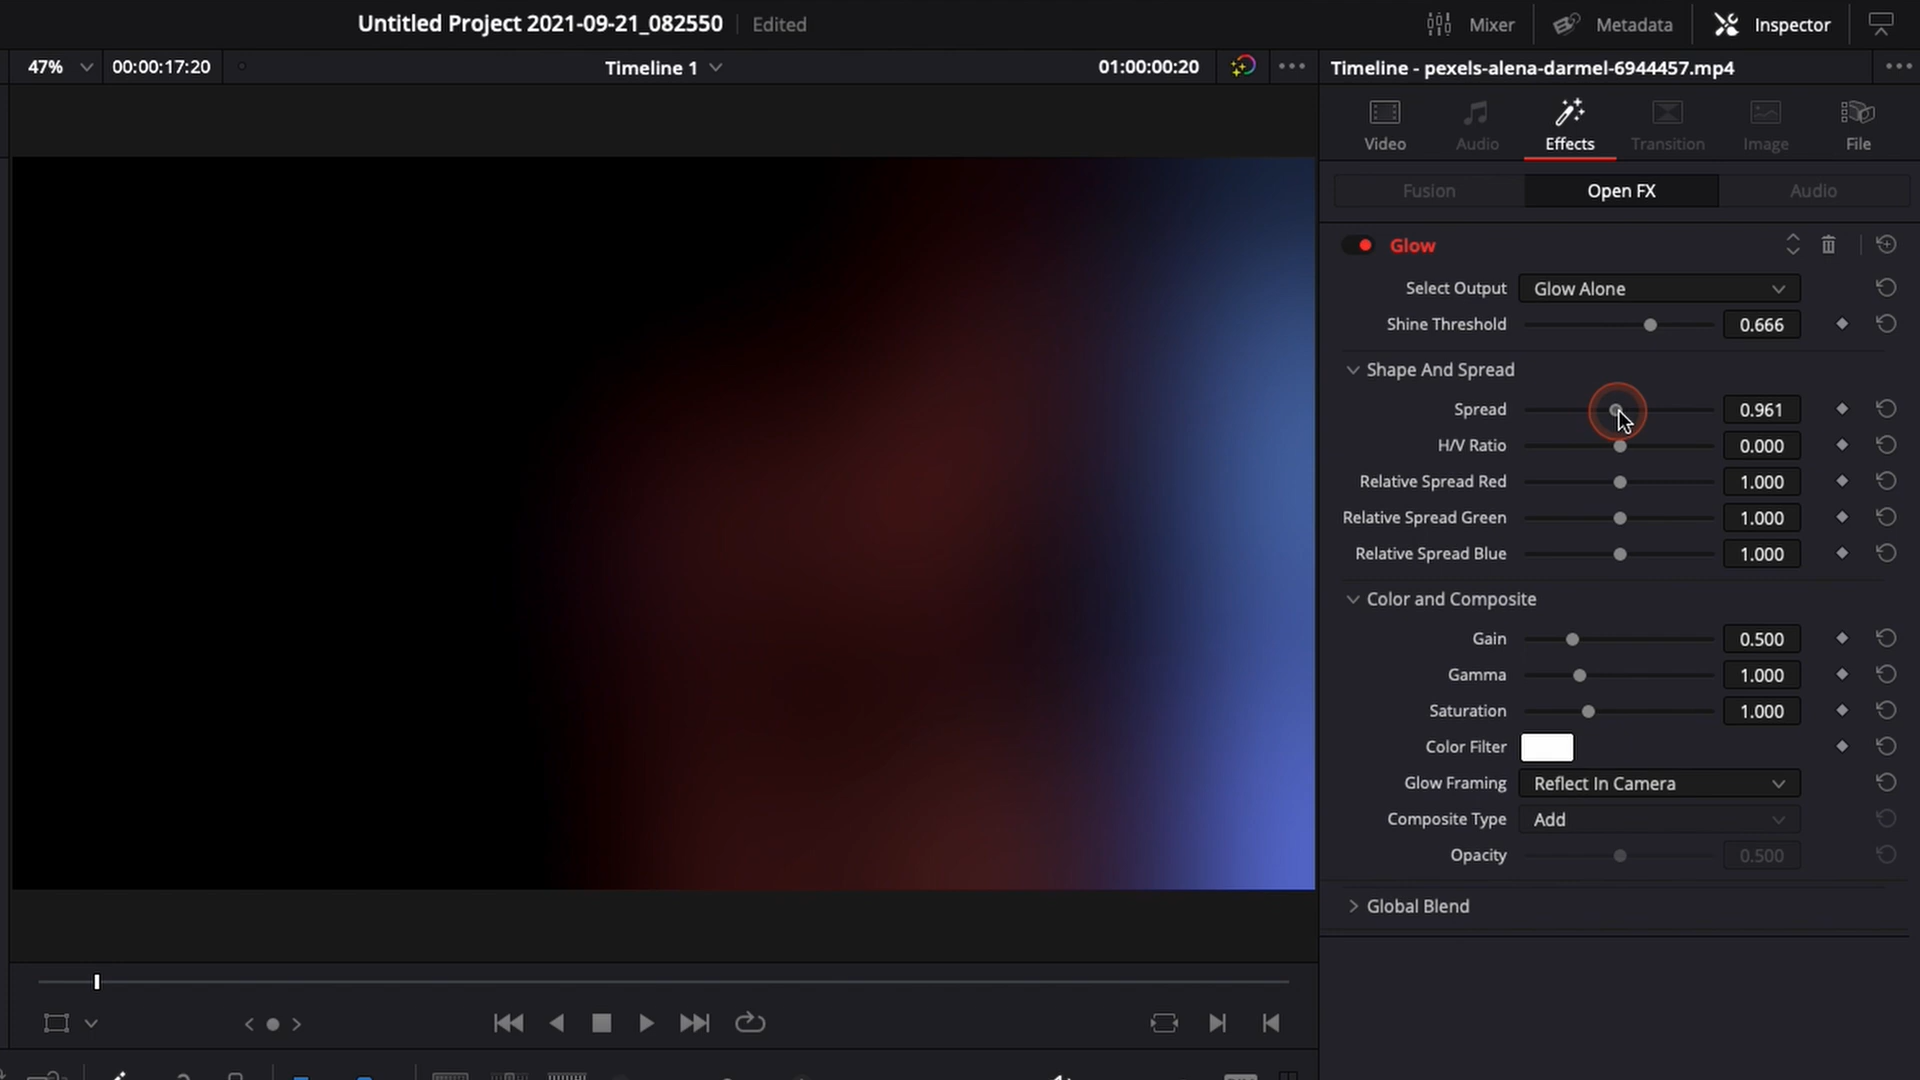 Untitled Project 2021-09-21_082550 Edited Mixer Metadata Inspector
47% 00:00:17:20 Timeline 1 01:00:00:20 Timeline - pexels-alena-darmel-6944457.mp4
Video Audio Effects Transition Image File
Fusion Open FX Audio
Glow
Select Output Glow Alone
Shine Threshold 0.666
Shape And Spread
Spread 0.961
H/V Ratio 0.000
Relative Spread Red 1.000
Relative Spread Green 1.000
Relative Spread Blue 1.000
Color and Composite
Gain 0.500
Gamma 1.000
Saturation 1.000
Color Filter
Glow Framing Reflect In Camera
Composite Type Add
Opacity 0.500
Global Blend